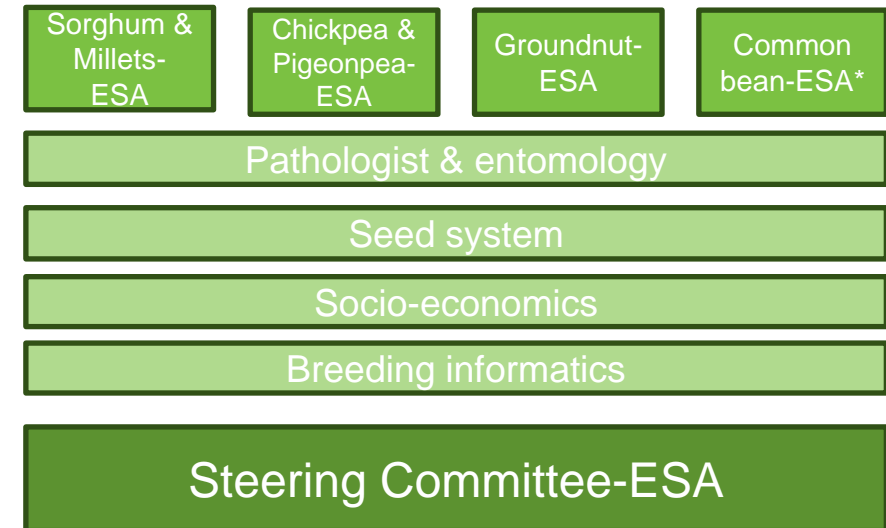 Sorghum &
Millets-
ESA
Chickpea &
Pigeonpea-
ESA
Groundnut-
ESA
Common
bean-ESA*
Pathologist & entomology
Seed system
Socio-economics
Breeding informatics
Steering Committee-ESA